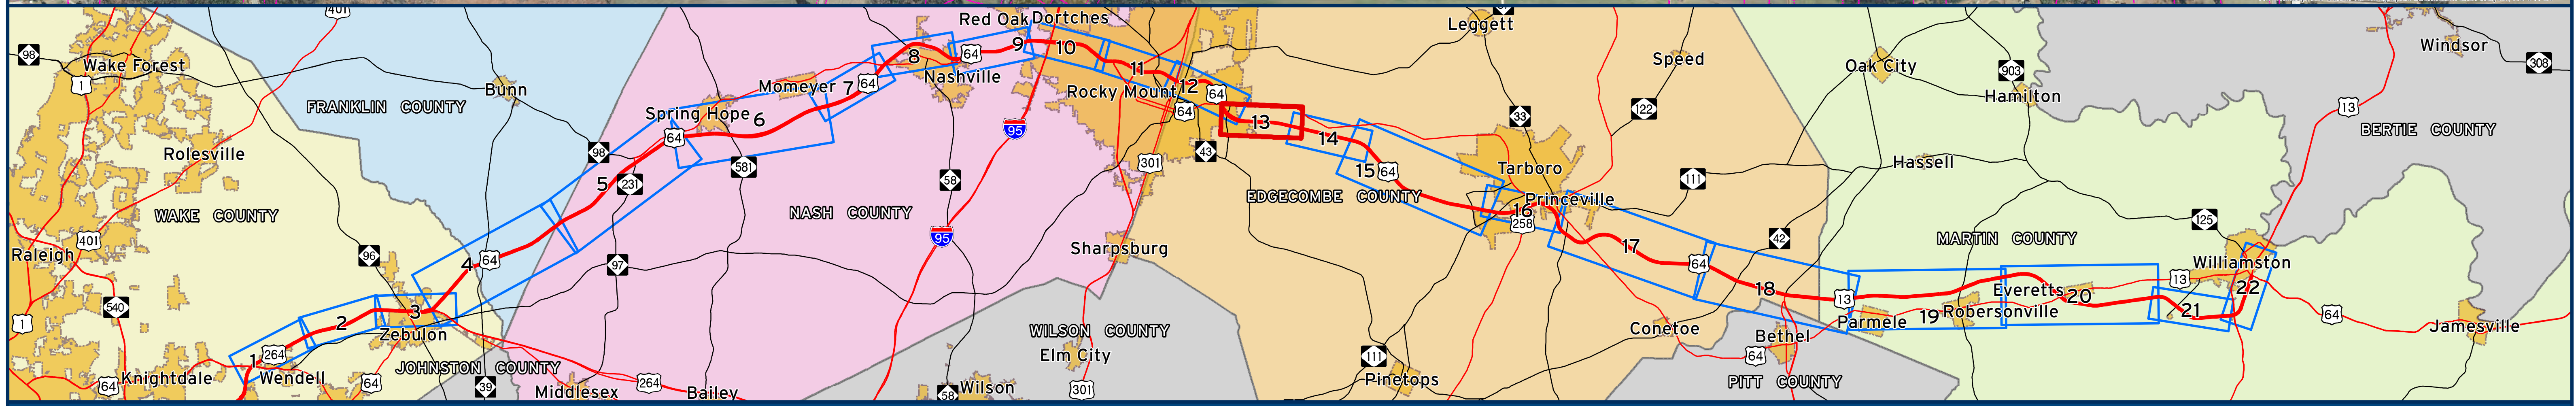 401
Red Oak
Dortches
Leggett
98
Wake Forest
1
Bunn
FRANKLIN COUNTY
Rolesville
WAKE COUNTY
401
Raleigh
540
1
96
98
Spring Hope
64
6
Momeyer
7
64
8
Nashville
64
9
10
11
12
Rocky Mount
64
64
13
14
15
64
43
301
95
58
581
231
5
NASH COUNTY
95
97
4
64
3
2
Zebulon
1
264
Wendell
64
Knightdale
64
JOHNSTON COUNTY
39
Middlesex
264
Bailey
Sharpsburg
WILSON COUNTY
Elm City
301
58
Wilson
EDGECOMBE COUNTY
Speed
33
122
Tarboro
111
Princeville
16
258
17
64
42
18
13
Conetoe
111
Pinetops
Bethel
64
PITT COUNTY
Parmele
19
Robersonville
Everetts
20
13
21
22
Williamston
64
Jamesville
MARTIN COUNTY
125
Hassell
Oak City
903
Hamilton
Windsor
308
13
BERTIE COUNTY